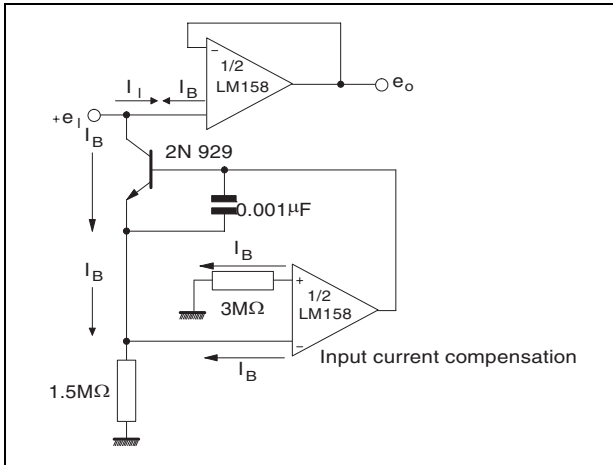 −
1/2
LM158
e_o
I_I
I_B
+e_I
I_B
2N 929
0.001µF
I_B
I_B
+
1/2
LM158
3MΩ
−
I_B
Input current compensation
1.5MΩ